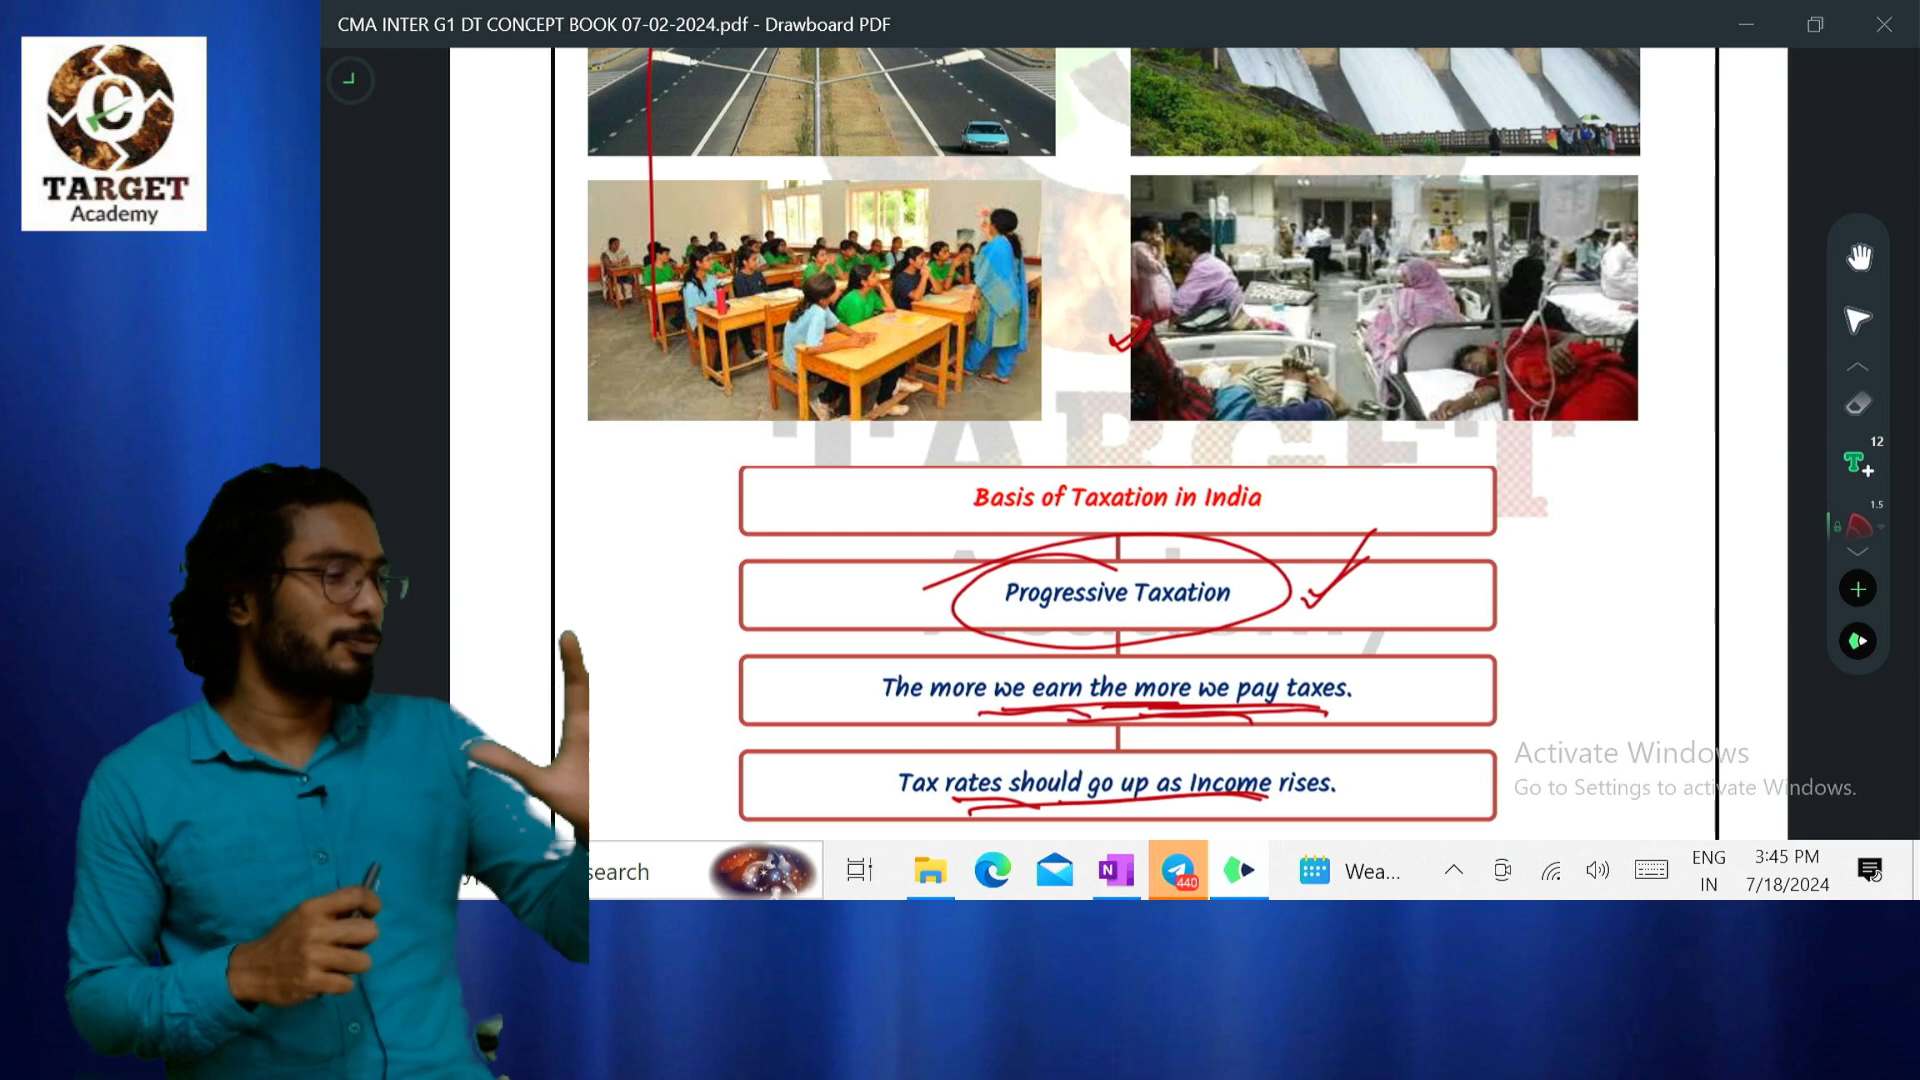 CMA INTER G1 DT CONCEPT BOOK 07-02-2024.pdf - Drawboard PDF
C
TARGET
Academy
TARGET
Basis of Taxation in India
Progressive Taxation
The more we earn the more we pay taxes.
Tax rates should go up as Income rises.
12
1.5
Activate Windows
Go to Settings to activate Windows.
search
N
440
Wea...
ENG
IN
3:45 PM
7/18/2024